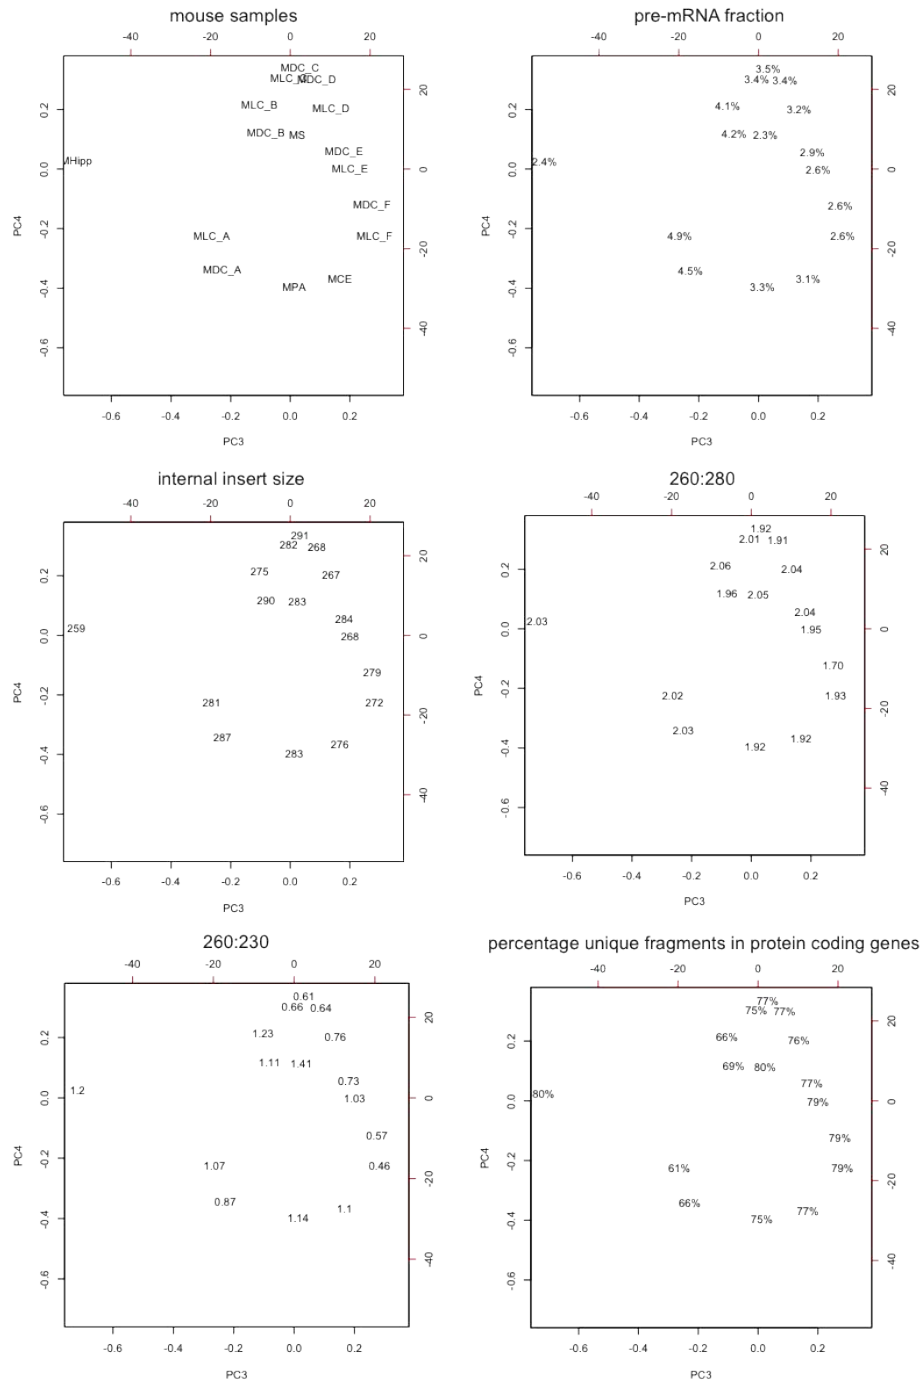 mouse samples
-40 -20 0 20
MDC_C
MLC_C MDC_D
MLC_B MLC_D
MDC_B MS
MDC_E
MHipp MLC_E
MDC_F
MLC_A MLC_F
MDC_A
MPA MCE
0.2 0.0 -0.2 -0.4 -0.6
PC4
20 0 -20 -40
-0.6 -0.4 -0.2 0.0 0.2
PC3
pre-mRNA fraction
-40 -20 0 20
3.5%
3.4% 3.4%
4.1% 3.2%
4.2% 2.3%
2.9%
2.4% 2.6%
2.6%
4.9% 2.6%
4.5% 3.1%
3.3%
0.2 0.0 -0.2 -0.4 -0.6
PC4
20 0 -20 -40
-0.6 -0.4 -0.2 0.0 0.2
PC3
internal insert size
-40 -20 0 20
291
282 268
275 267
290 283
284
259 268
279
281 272
287 276
283
0.2 0.0 -0.2 -0.4 -0.6
PC4
20 0 -20 -40
-0.6 -0.4 -0.2 0.0 0.2
PC3
260:280
-40 -20 0 20
1.92
2.01 1.91
2.06 2.04
1.96 2.05
2.04
2.03 1.95
1.70
2.02 1.93
2.03 1.92
1.92
0.2 0.0 -0.2 -0.4 -0.6
PC4
20 0 -20 -40
-0.6 -0.4 -0.2 0.0 0.2
PC3
260:230
-40 -20 0 20
0.61
0.66 0.64
1.23 0.76
1.11 1.41
0.73
1.2 1.03
0.57
1.07 0.46
0.87 1.1
1.14
0.2 0.0 -0.2 -0.4 -0.6
PC4
20 0 -20 -40
-0.6 -0.4 -0.2 0.0 0.2
PC3
percentage unique fragments in protein coding genes
-40 -20 0 20
77%
75% 77%
66% 76%
69% 80%
77%
80% 79%
79%
61% 79%
66% 77%
75%
0.2 0.0 -0.2 -0.4 -0.6
PC4
20 0 -20 -40
-0.6 -0.4 -0.2 0.0 0.2
PC3